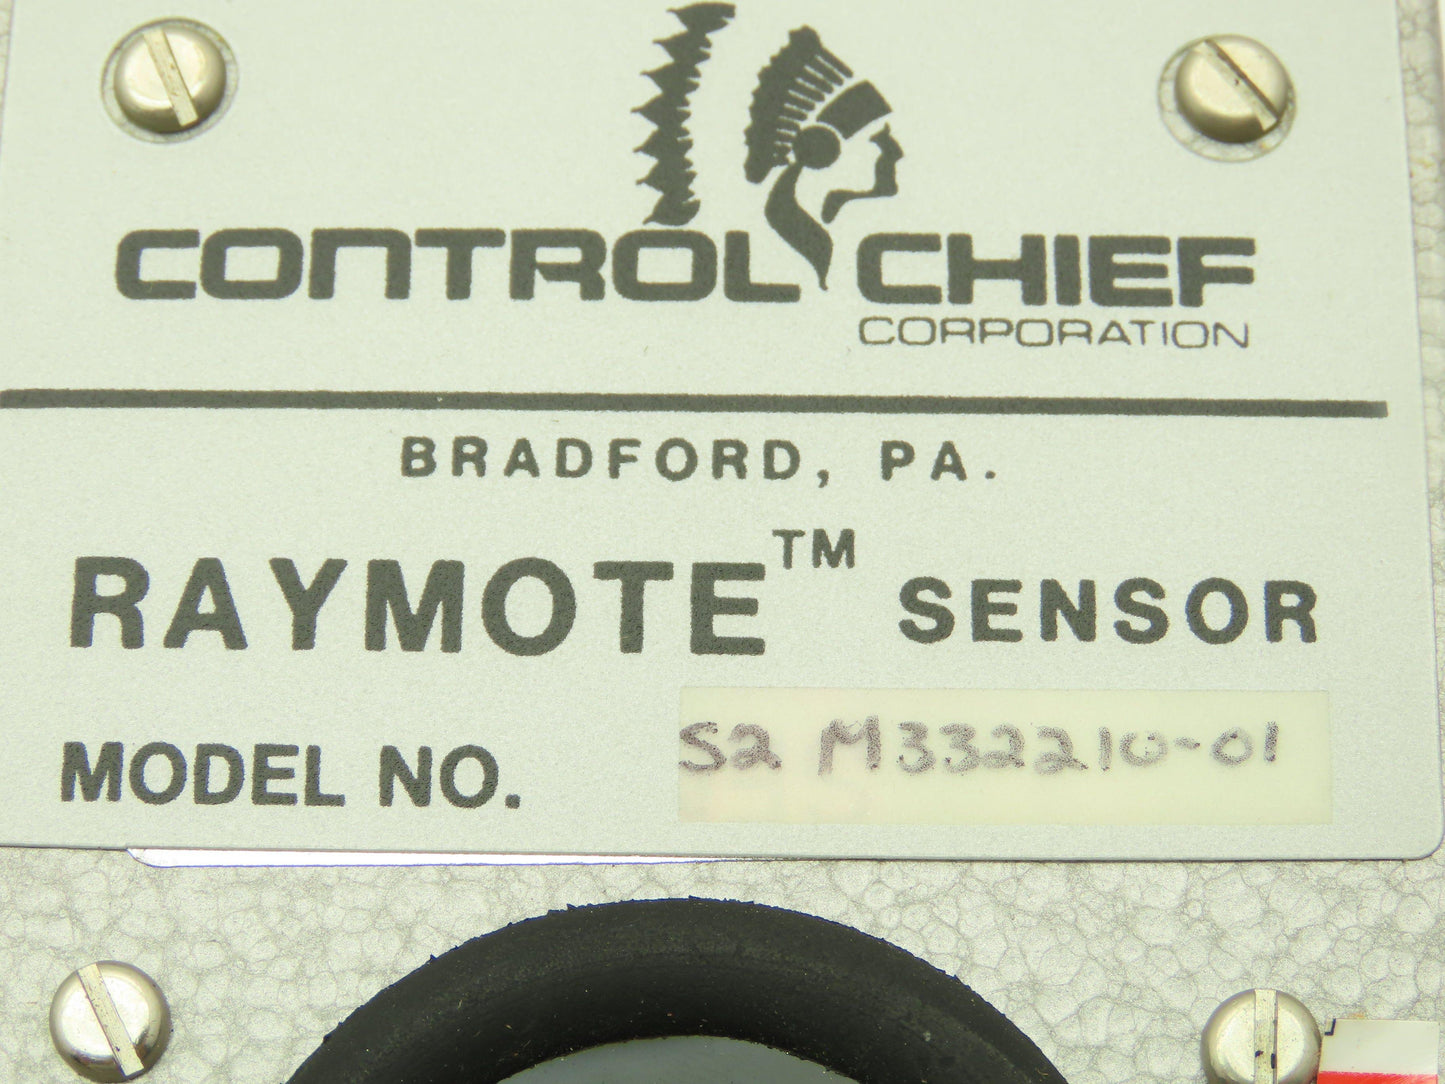 CONTROL CHIEF
CORPORATION
BRADFORD, PA.
RAYMOTE™ SENSOR
MODEL NO. S2 M332210-01